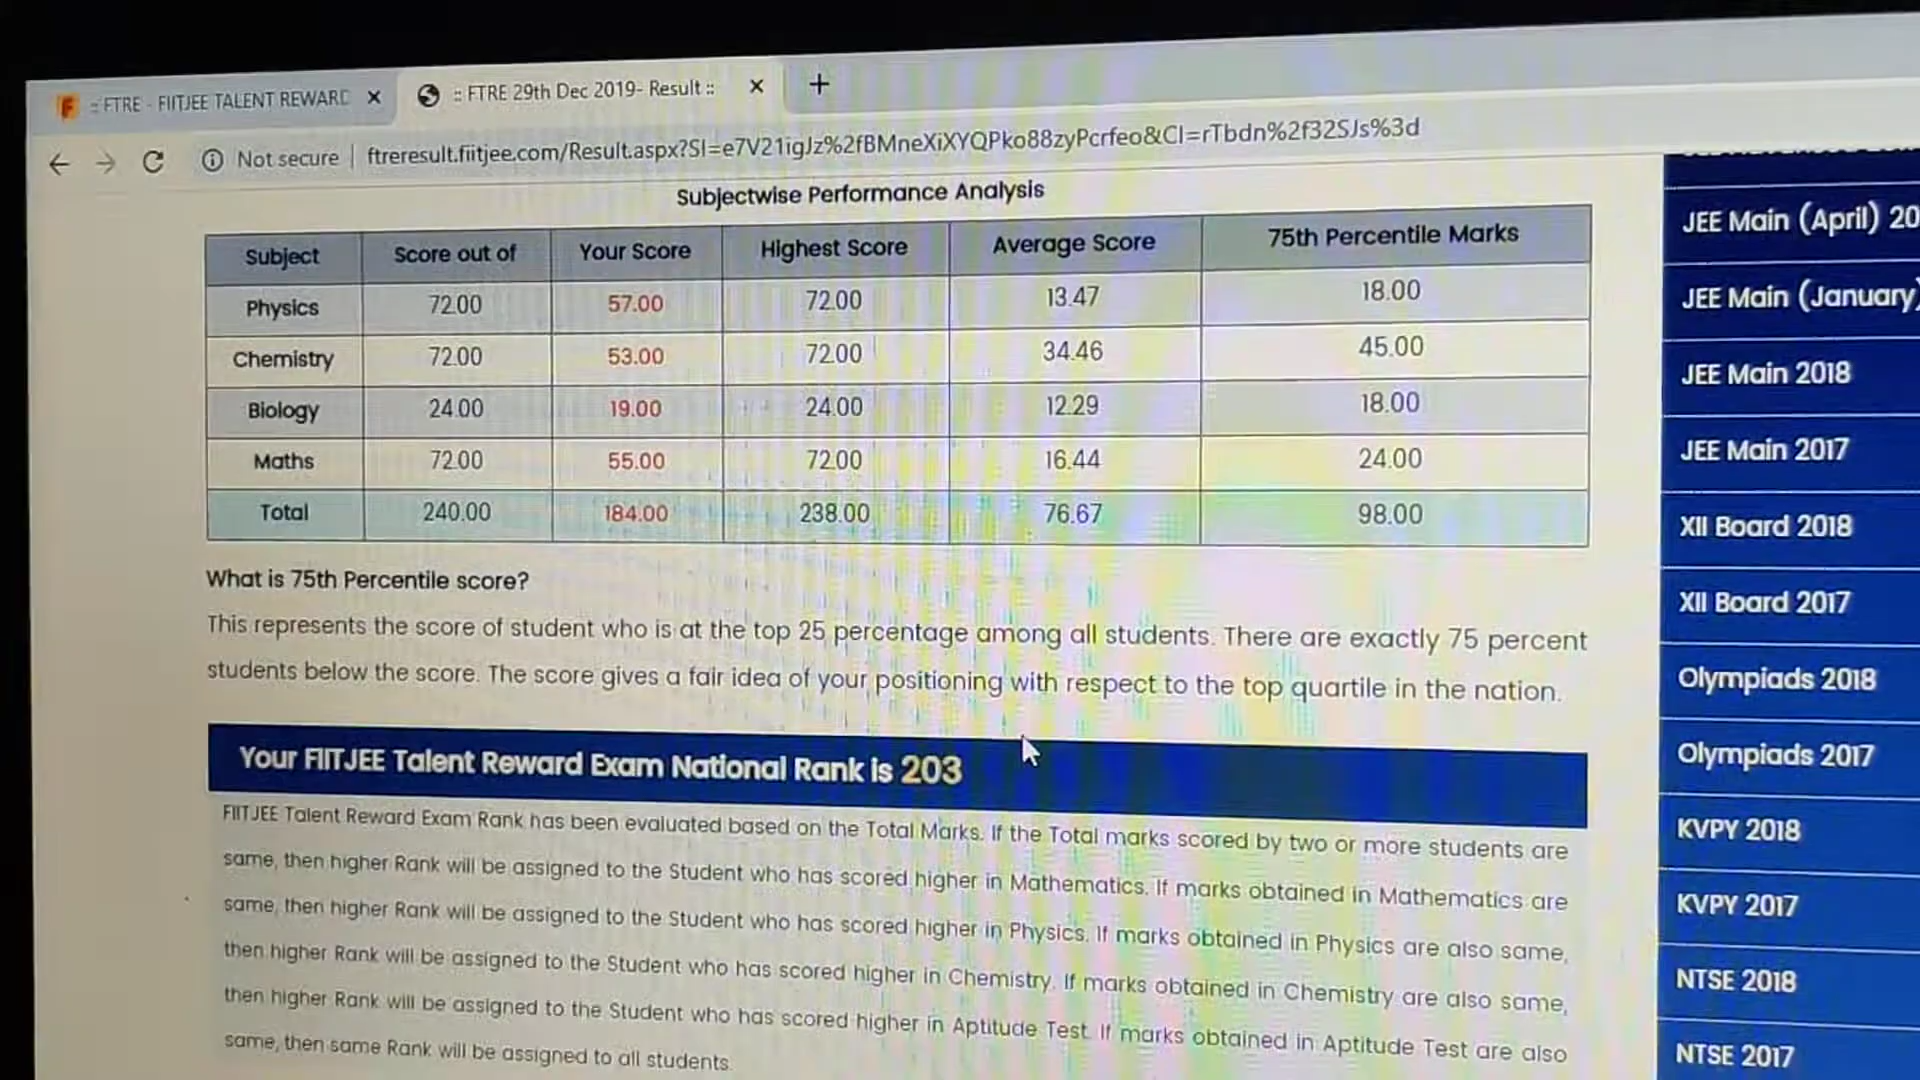 :: FTRE - FIITJEE TALENT REWARD
:: FTRE 29th Dec 2019- Result ::
Not secure
ftreresult.fiitjee.com/Result.aspx?SI=e7V21igJz%2fBMneXiXYQPko88zyPcrfeo&CI=rTbdn%2f32SJs%3d
Subjectwise Performance Analysis
Subject Score out of Your Score Highest Score Average Score 75th Percentile Marks
Physics 72.00 57.00 72.00 13.47 18.00
Chemistry 72.00 53.00 72.00 34.46 45.00
Biology 24.00 19.00 24.00 12.29 18.00
Maths 72.00 55.00 72.00 16.44 24.00
Total 240.00 184.00 238.00 76.67 98.00
What is 75th Percentile score?
This represents the score of student who is at the top 25 percentage among all students. There are exactly 75 percent
students below the score. The score gives a fair idea of your positioning with respect to the top quartile in the nation.
Your FIITJEE Talent Reward Exam National Rank is 203
FIITJEE Talent Reward Exam Rank has been evaluated based on the Total Marks. If the Total marks scored by two or more students are
same, then higher Rank will be assigned to the Student who has scored higher in Mathematics. If marks obtained in Mathematics are
same, then higher Rank will be assigned to the Student who has scored higher in Physics. If marks obtained in Physics are also same,
then higher Rank will be assigned to the Student who has scored higher in Chemistry. If marks obtained in Chemistry are also same,
then higher Rank will be assigned to the Student who has scored higher in Aptitude Test. If marks obtained in Aptitude Test are also
same, then same Rank will be assigned to all students.
JEE Main (April) 20
JEE Main (January)
JEE Main 2018
JEE Main 2017
XII Board 2018
XII Board 2017
Olympiads 2018
Olympiads 2017
KVPY 2018
KVPY 2017
NTSE 2018
NTSE 2017